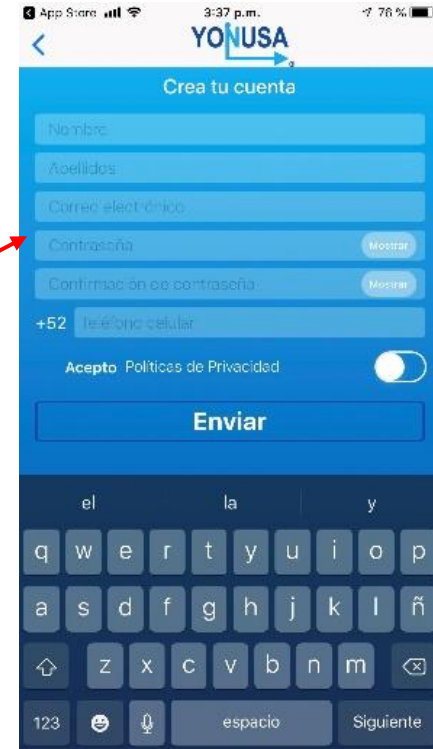 App Store 3:37 p.m. 76 %
YONUSA
Crea tu cuenta
Nombre
Apellidos
Correo electrónico
Contraseña Mostrar
Confirmación de contraseña Mostrar
+52 Teléfono celular
Acepto Políticas de Privacidad
Enviar
el la y
q w e r t y u i o p
a s d f g h j k l ñ
z x c v b n m
123 espacio Siguiente